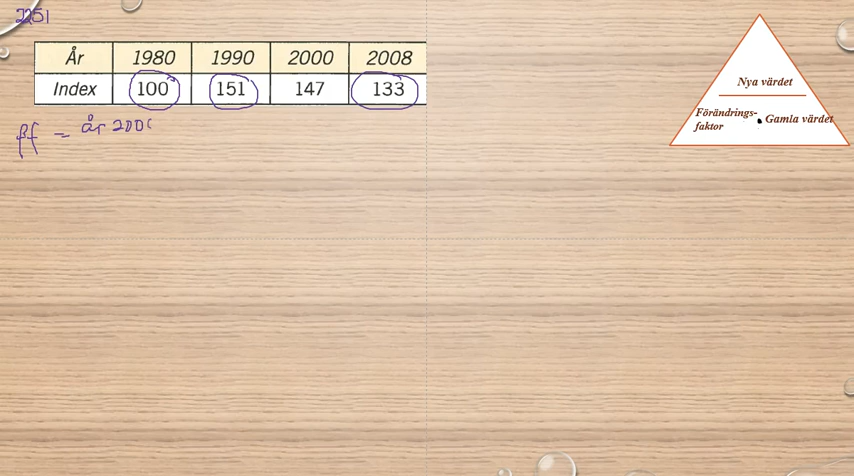 2251
År 1980 1990 2000 2008
Index 100 151 147 133
ff = år 200
Nya värdet
Förändrings-
faktor • Gamla värdet